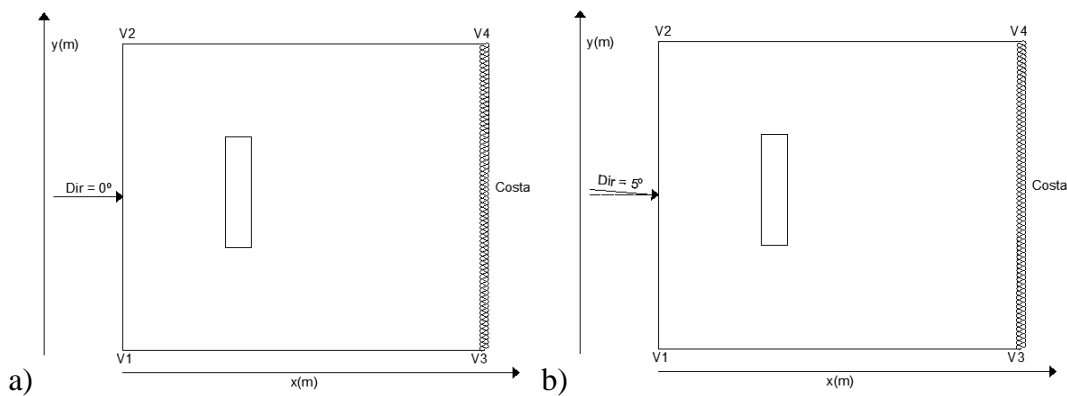 V2
V4
y(m)
Dir = 0º
Costa
V1
V3
x(m)
a)
V2
V4
y(m)
Dir = 5º
Costa
V1
V3
x(m)
b)